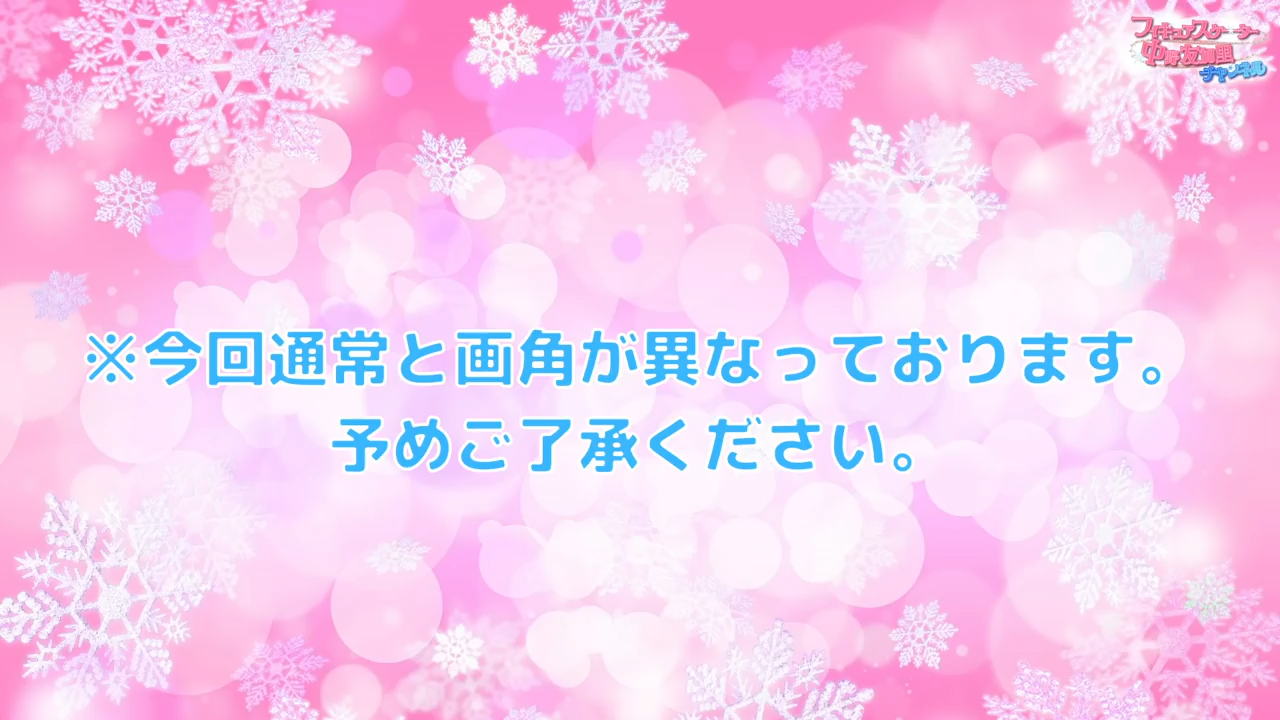 フィギュアスケーター
中野友加里
チャンネル
※今回通常と画角が異なっております。
予めご了承ください。